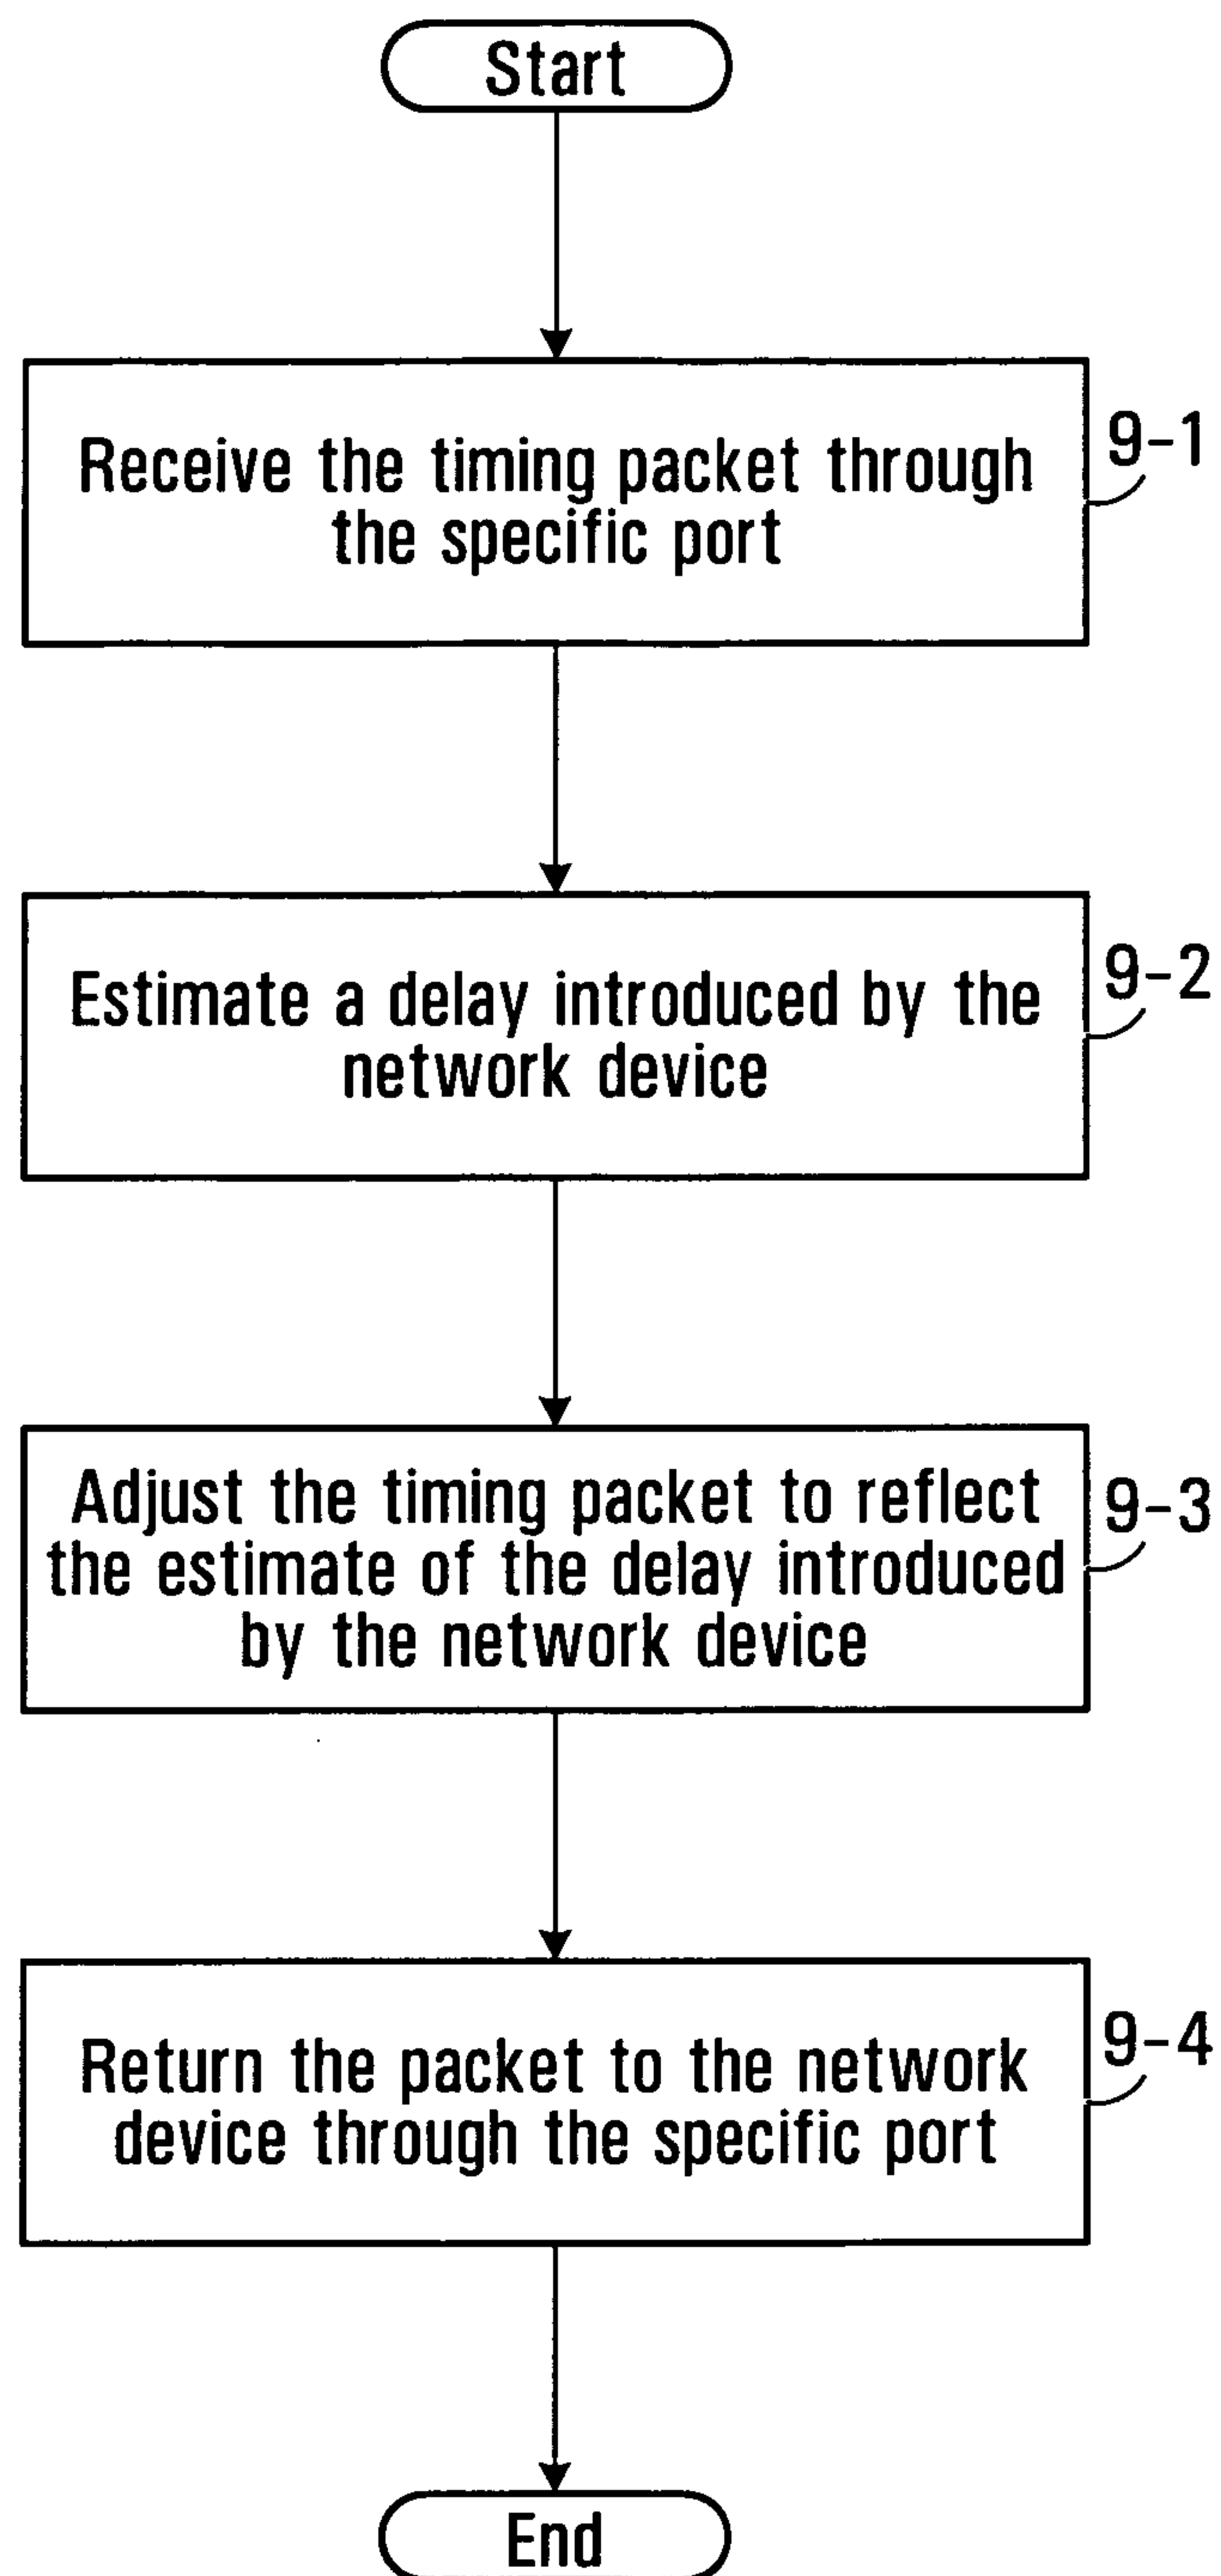 Start
Receive the timing packet through
the specific port
9-1
Estimate a delay introduced by the
network device
9-2
Adjust the timing packet to reflect
the estimate of the delay introduced
by the network device
9-3
Return the packet to the network
device through the specific port
9-4
End